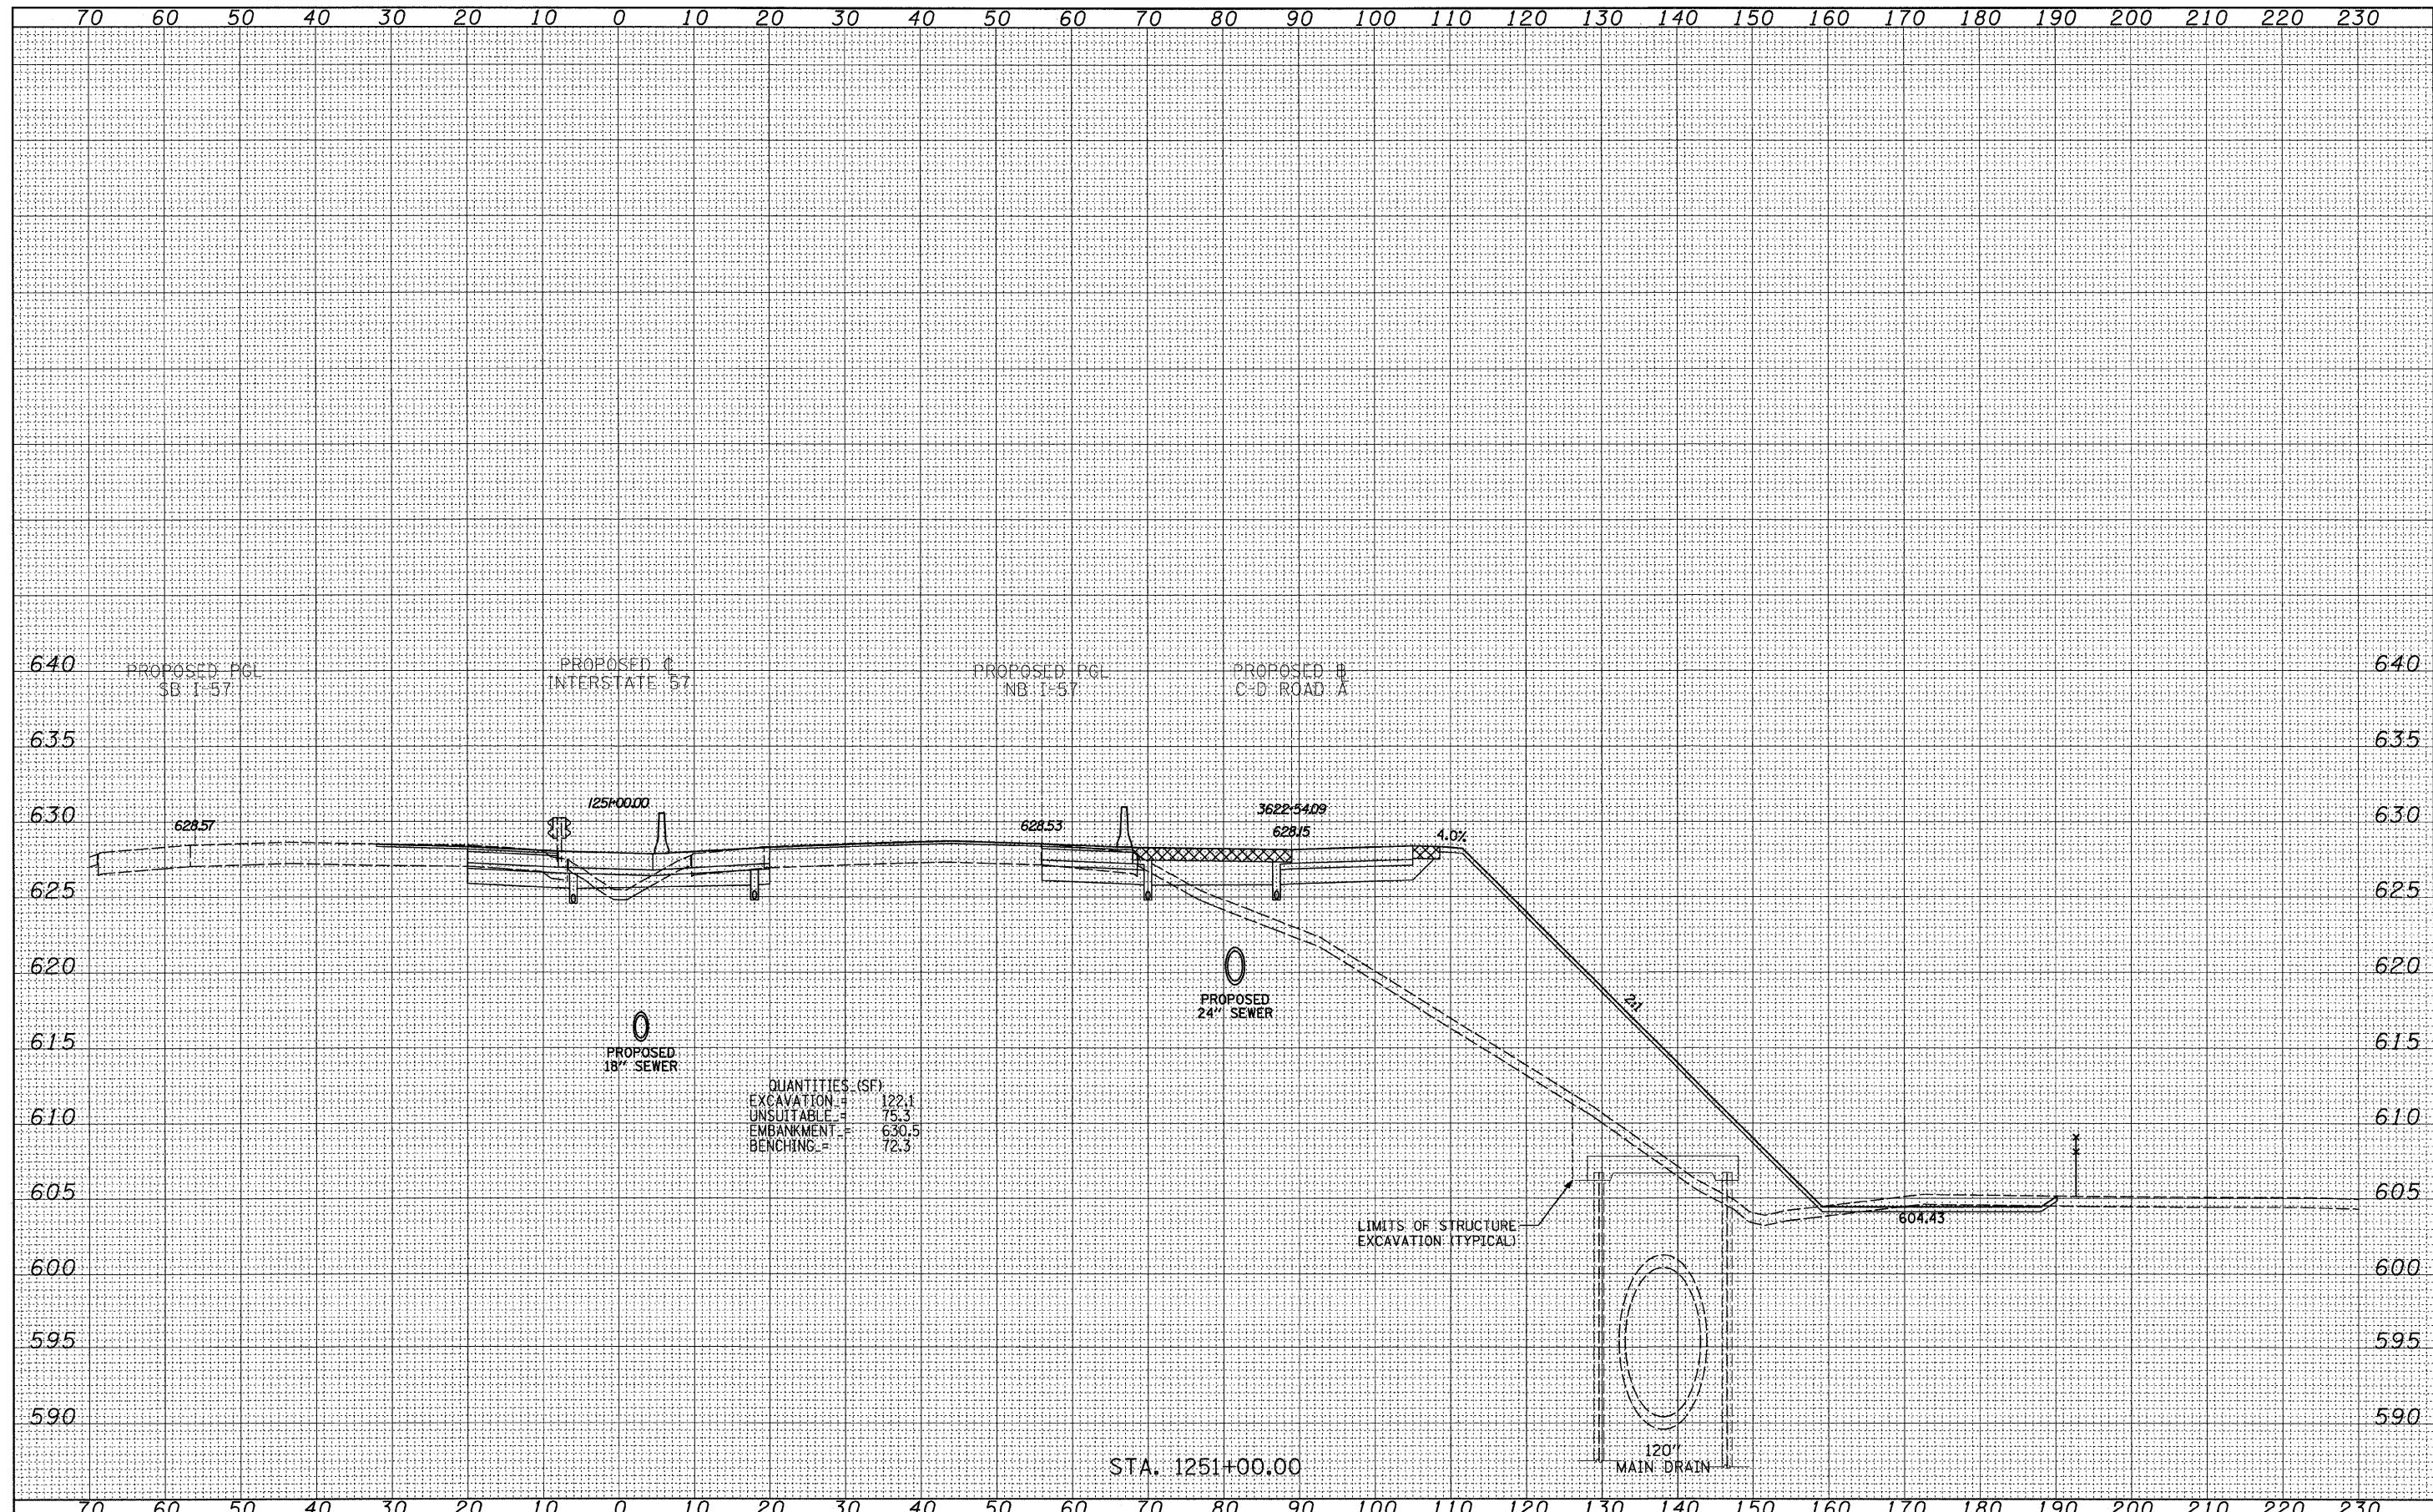 70 60 50 40 30 20 10 0 10 20 30 40 50 60 70 80 90 100 110 120 130 140 150 160 170 180 190 200 210 220 230
640 640
PROPOSED PGL
SB I-57
PROPOSED ℄
INTERSTATE 57
PROPOSED PGL
NB I-57
PROPOSED B
C-D ROAD A
635 635
630 630
628.57
1251+00.00
628.53
3622+54.09
628.15
4.0%
625 625
620 620
PROPOSED
24" SEWER
2:1
615 615
PROPOSED
18" SEWER
QUANTITIES (SF)
EXCAVATION = 122.1
UNSUITABLE = 75.3
EMBANKMENT = 630.5
BENCHING = 72.3
610 610
605 605
604.43
LIMITS OF STRUCTURE
EXCAVATION (TYPICAL)
600 600
595 595
590 590
120"
MAIN DRAIN
STA. 1251+00.00
70 60 50 40 30 20 10 0 10 20 30 40 50 60 70 80 90 100 110 120 130 140 150 160 170 180 190 200 210 220 230